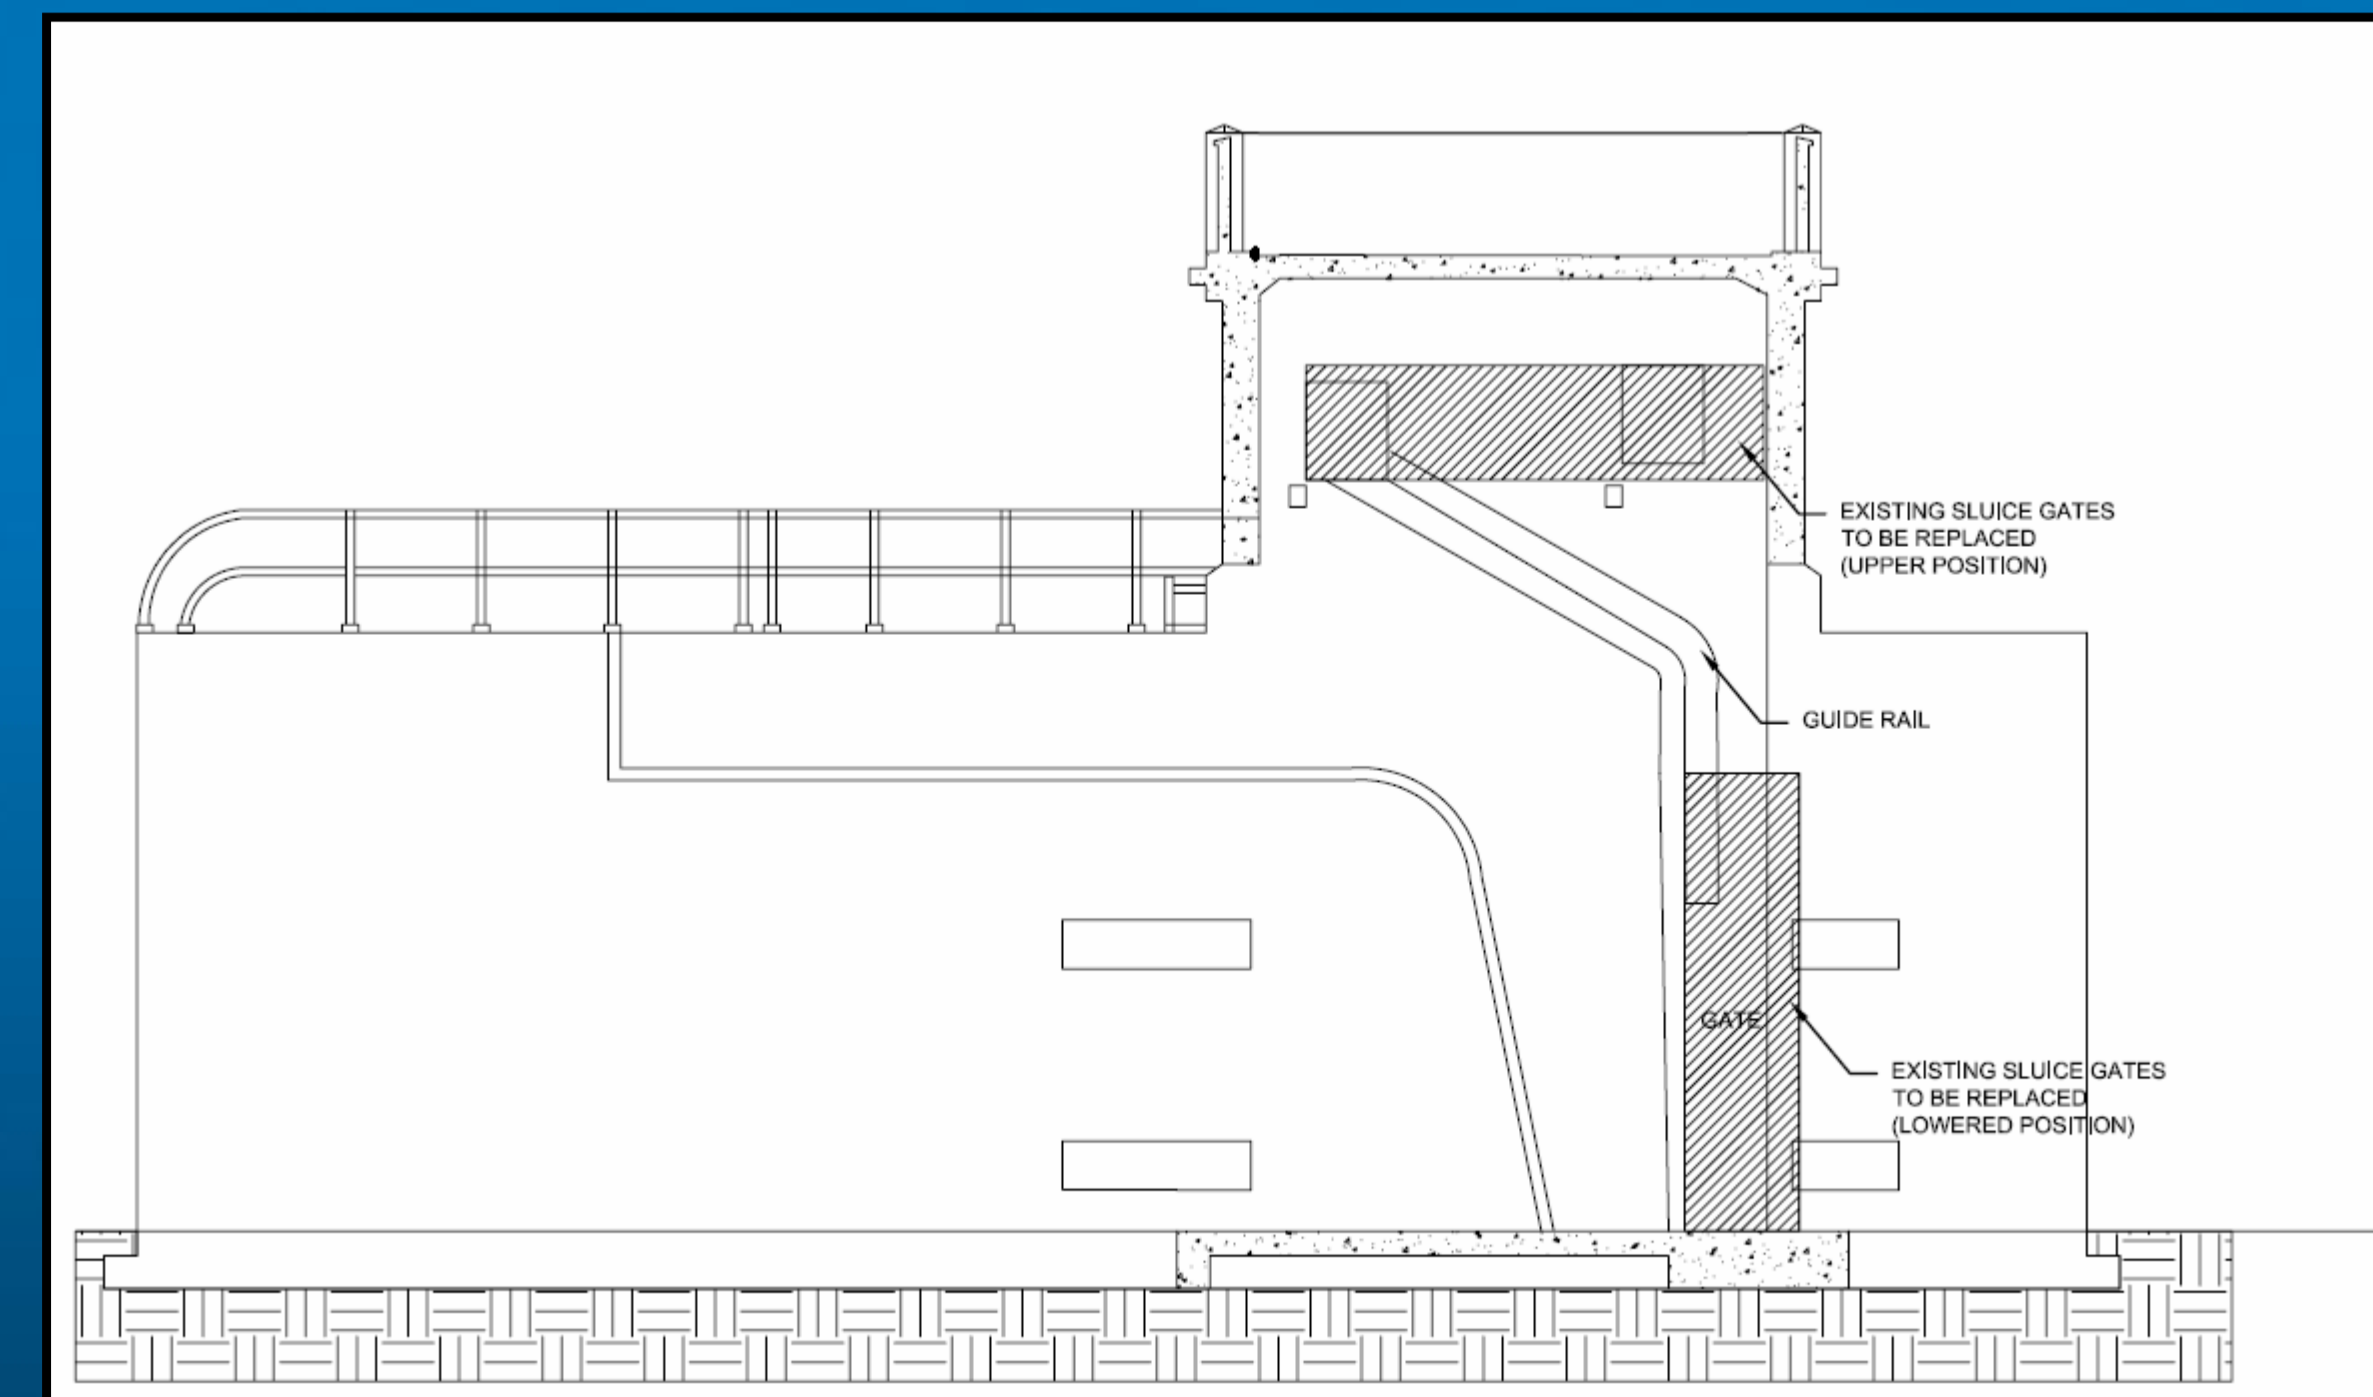 EXISTING SLUICE GATES
TO BE REPLACED
(UPPER POSITION)
GUIDE RAIL
GATE
EXISTING SLUICE GATES
TO BE REPLACED
(LOWERED POSITION)